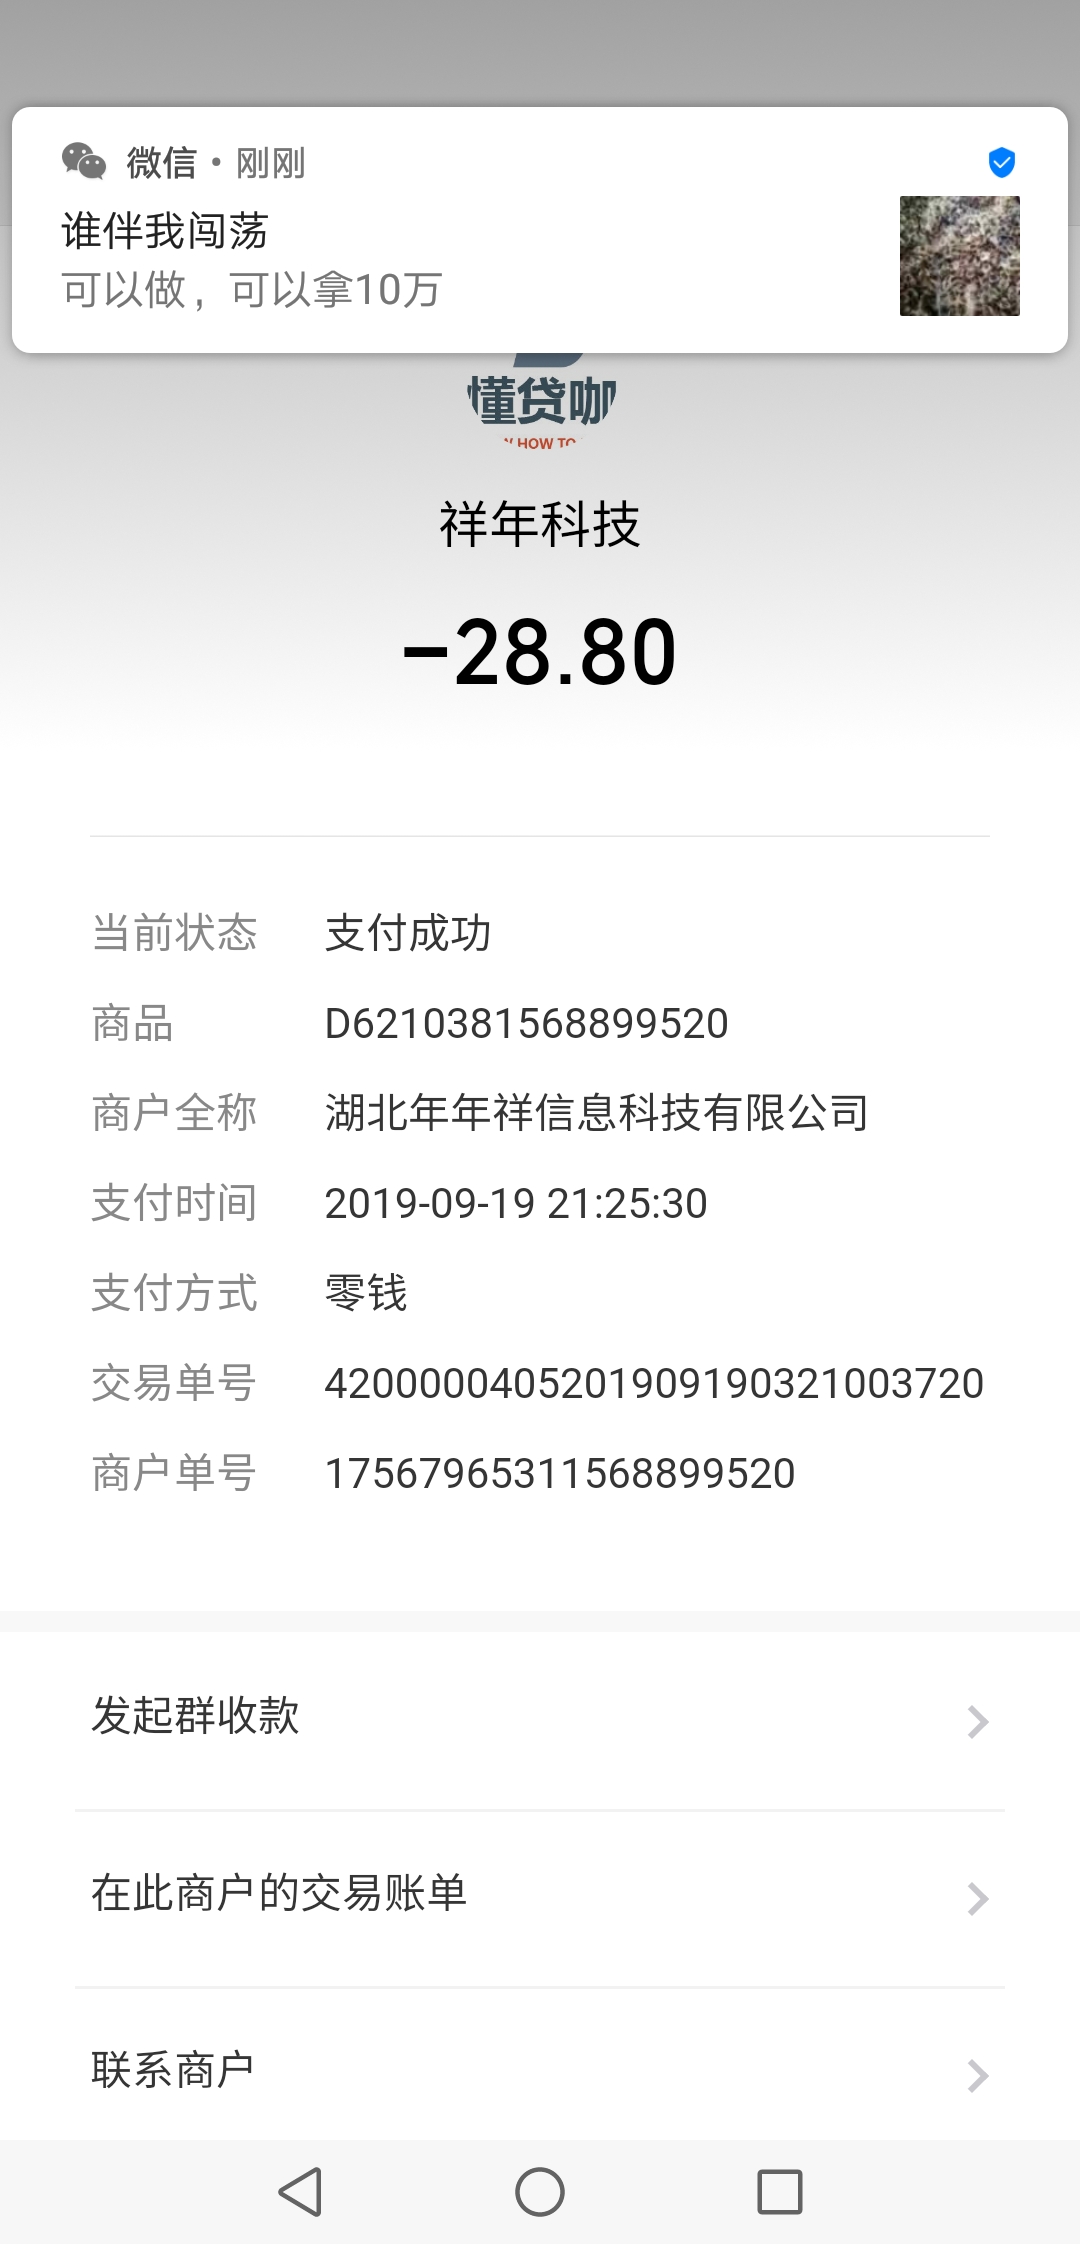 微信 • 刚刚
谁伴我闯荡
可以做，可以拿10万
懂贷咖
HOW TO
祥年科技
-28.80
当前状态 支付成功
商品 D6210381568899520
商户全称 湖北年年祥信息科技有限公司
支付时间 2019-09-19 21:25:30
支付方式 零钱
交易单号 4200000405201909190321003720
商户单号 17567965311568899520
发起群收款
在此商户的交易账单
联系商户